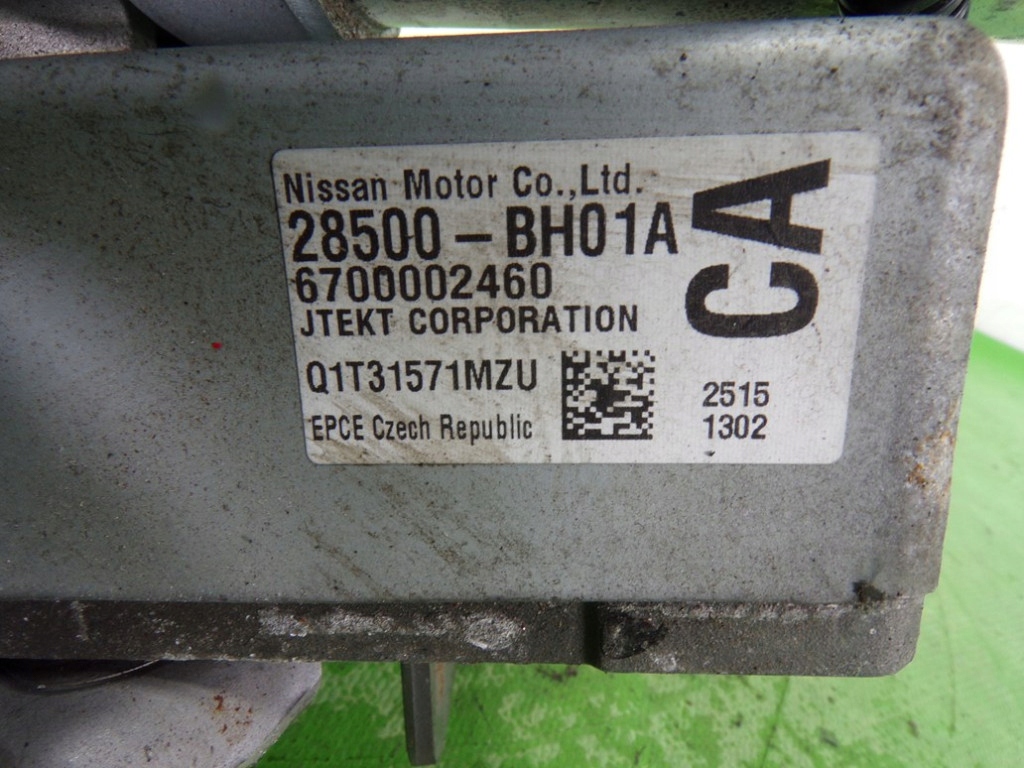 Nissan Motor Co.,Ltd.
28500-BH01A
6700002460
JTEKT CORPORATION
CA
Q1T31571MZU
EPCE Czech Republic
2515
1302